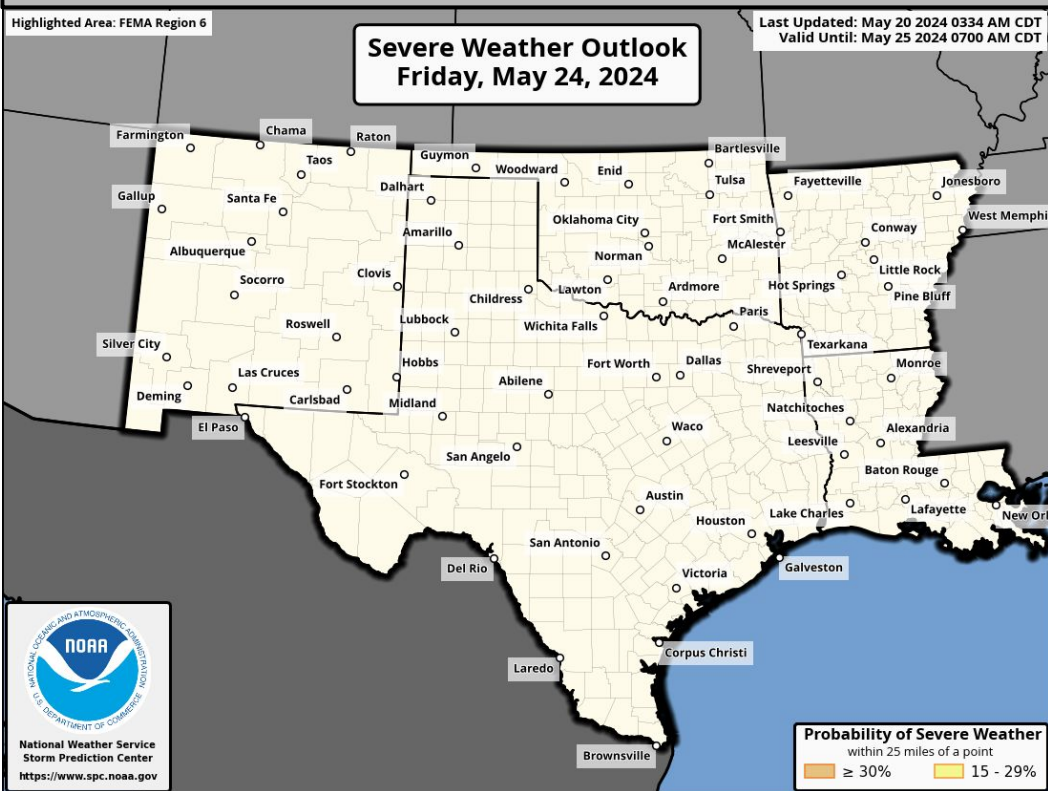 Highlighted Area: FEMA Region 6
Last Updated: May 20 2024 0334 AM CDT
Valid Until: May 25 2024 0700 AM CDT
Severe Weather Outlook
Friday, May 24, 2024
Farmington
Chama
Raton
Taos
Guymon
Woodward
Enid
Bartlesville
Tulsa
Fayetteville
Jonesboro
Gallup
Santa Fe
Dalhart
Oklahoma City
Fort Smith
West Memphi
Albuquerque
Amarillo
Norman
McAlester
Conway
Socorro
Clovis
Childress
Lawton
Ardmore
Hot Springs
Little Rock
Pine Bluff
Roswell
Lubbock
Wichita Falls
Paris
Texarkana
Silver City
Las Cruces
Hobbs
Abilene
Fort Worth
Dallas
Shreveport
Monroe
Deming
Carlsbad
Midland
Natchitoches
El Paso
San Angelo
Waco
Leesville
Alexandria
Fort Stockton
Baton Rouge
Austin
Houston
Lake Charles
Lafayette
New Orl
San Antonio
Del Rio
Galveston
Victoria
Laredo
Corpus Christi
Brownsville
NATIONAL OCEANIC AND ATMOSPHERIC ADMINISTRATION
NOAA
U.S. DEPARTMENT OF COMMERCE
National Weather Service
Storm Prediction Center
https://www.spc.noaa.gov
Probability of Severe Weather
within 25 miles of a point
≥ 30%
15 - 29%